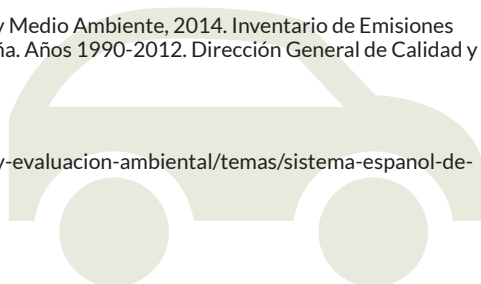 y Medio Ambiente, 2014. Inventario de Emisiones
ña. Años 1990-2012. Dirección General de Calidad y
y-evaluacion-ambiental/temas/sistema-espanol-de-